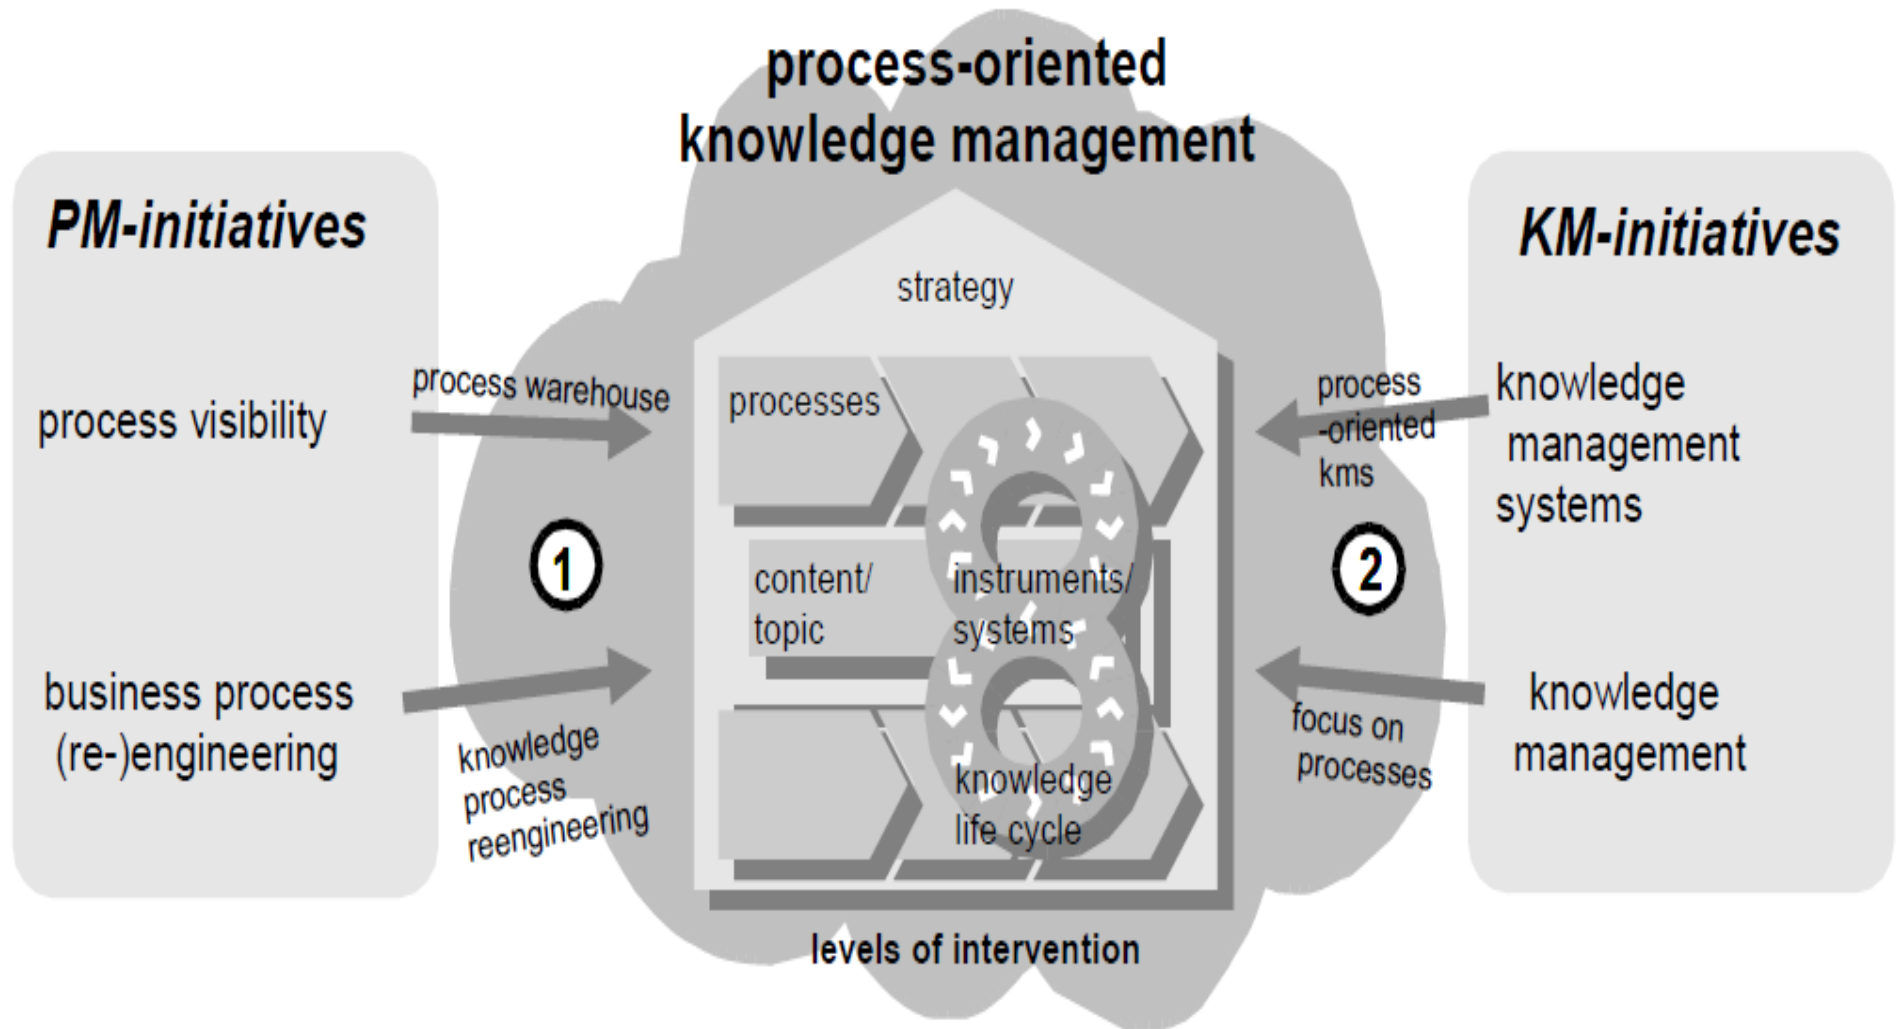 process-oriented
knowledge management
PM-initiatives
process visibility
business process
(re-)engineering
process warehouse
1
knowledge
process
reengineering
strategy
processes
content/
topic
instruments/
systems
knowledge
life cycle
levels of intervention
process
-oriented
kms
2
focus on
processes
KM-initiatives
knowledge
management
systems
knowledge
management